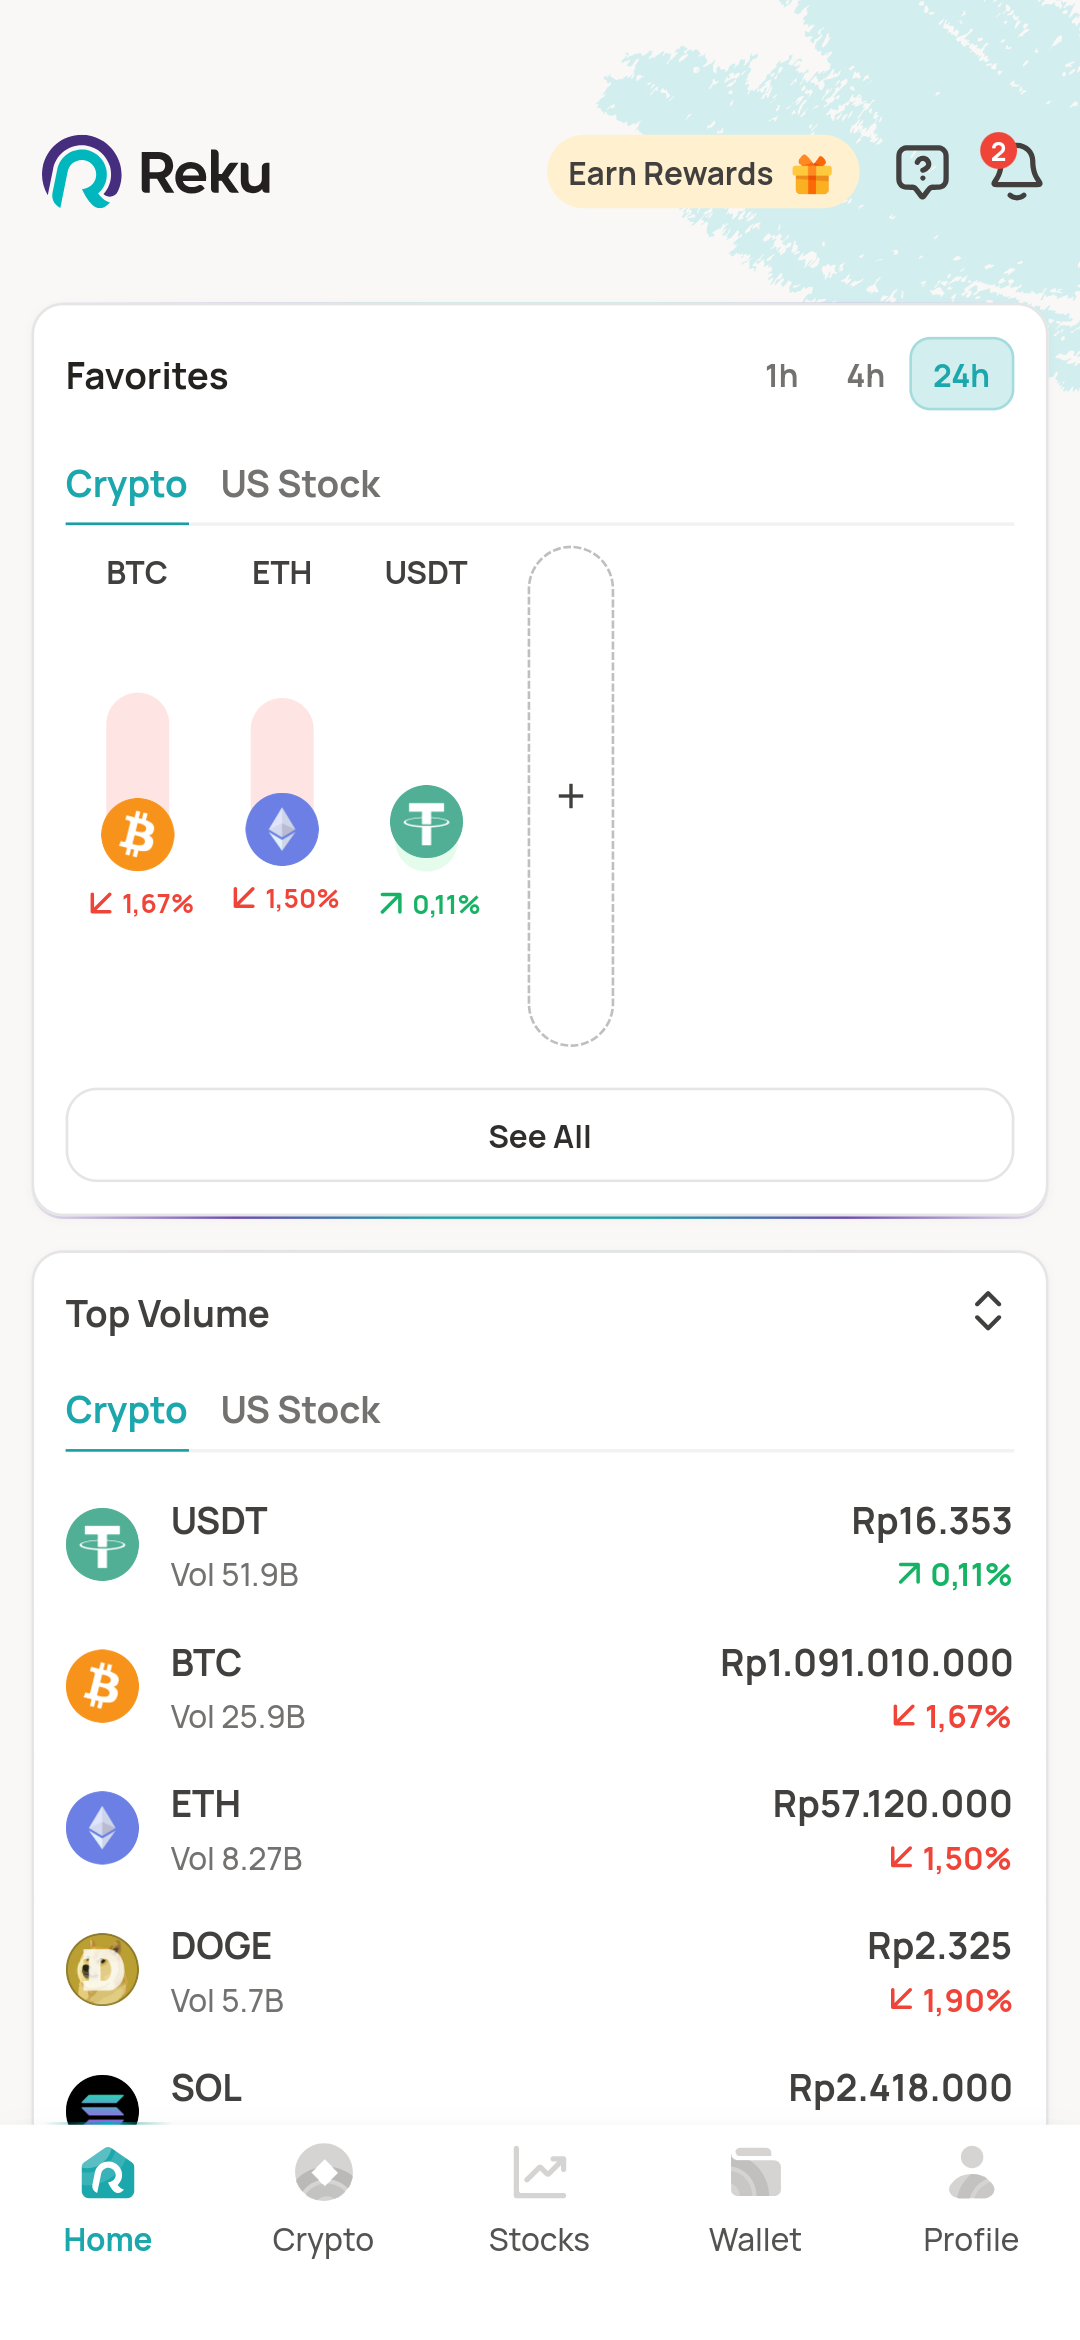 Reku
Earn Rewards
2
Favorites
1h 4h 24h
Crypto US Stock
BTC ETH USDT
1,67% 1,50% 0,11%
See All
Top Volume
Crypto US Stock
USDT Rp16.353
Vol 51.9B 0,11%
BTC Rp1.091.010.000
Vol 25.9B 1,67%
ETH Rp57.120.000
Vol 8.27B 1,50%
DOGE Rp2.325
Vol 5.7B 1,90%
SOL Rp2.418.000
Home Crypto Stocks Wallet Profile